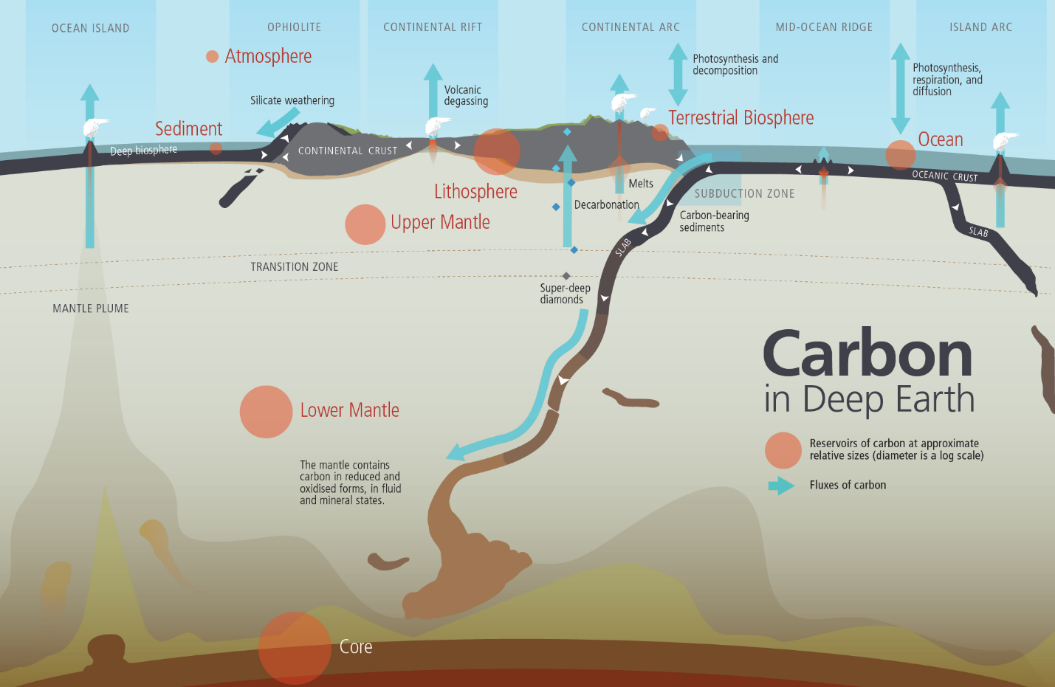 OCEAN ISLAND
OPHIOLITE
CONTINENTAL RIFT
CONTINENTAL ARC
MID-OCEAN RIDGE
ISLAND ARC
Atmosphere
Photosynthesis and
decomposition
Photosynthesis,
respiration, and
diffusion
Silicate weathering
Volcanic
degassing
Sediment
Terrestrial Biosphere
Ocean
Deep biosphere
CONTINENTAL CRUST
OCEANIC CRUST
Lithosphere
Melts
SUBDUCTION ZONE
Decarbonation
Carbon-bearing
sediments
Upper Mantle
SLAB
SLAB
TRANSITION ZONE
Super-deep
diamonds
MANTLE PLUME
Carbon
in Deep Earth
Lower Mantle
Reservoirs of carbon at approximate
relative sizes (diameter is a log scale)
Fluxes of carbon
The mantle contains
carbon in reduced and
oxidised forms, in fluid
and mineral states.
Core